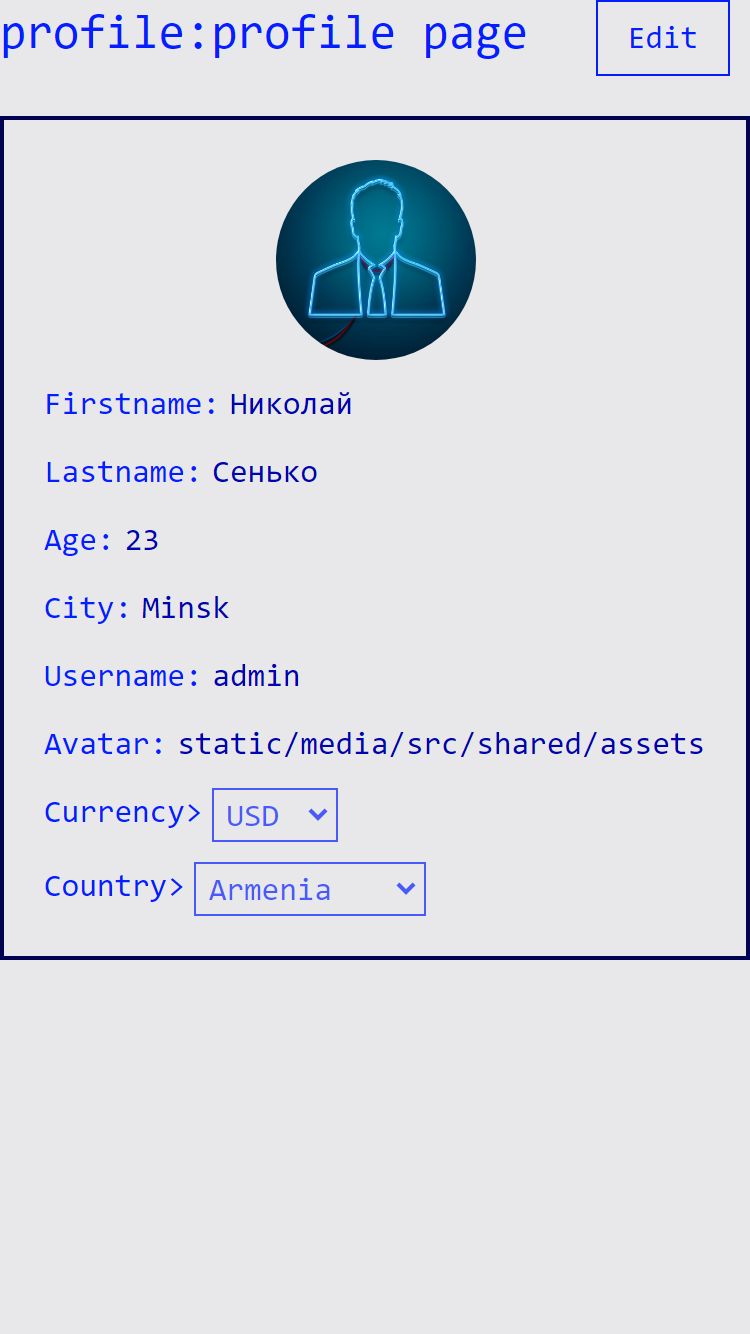 profile:profile page Edit
Firstname: Николай
Lastname: Сенько
Age: 23
City: Minsk
Username: admin
Avatar: static/media/src/shared/assets
Currency> USD
Country> Armenia